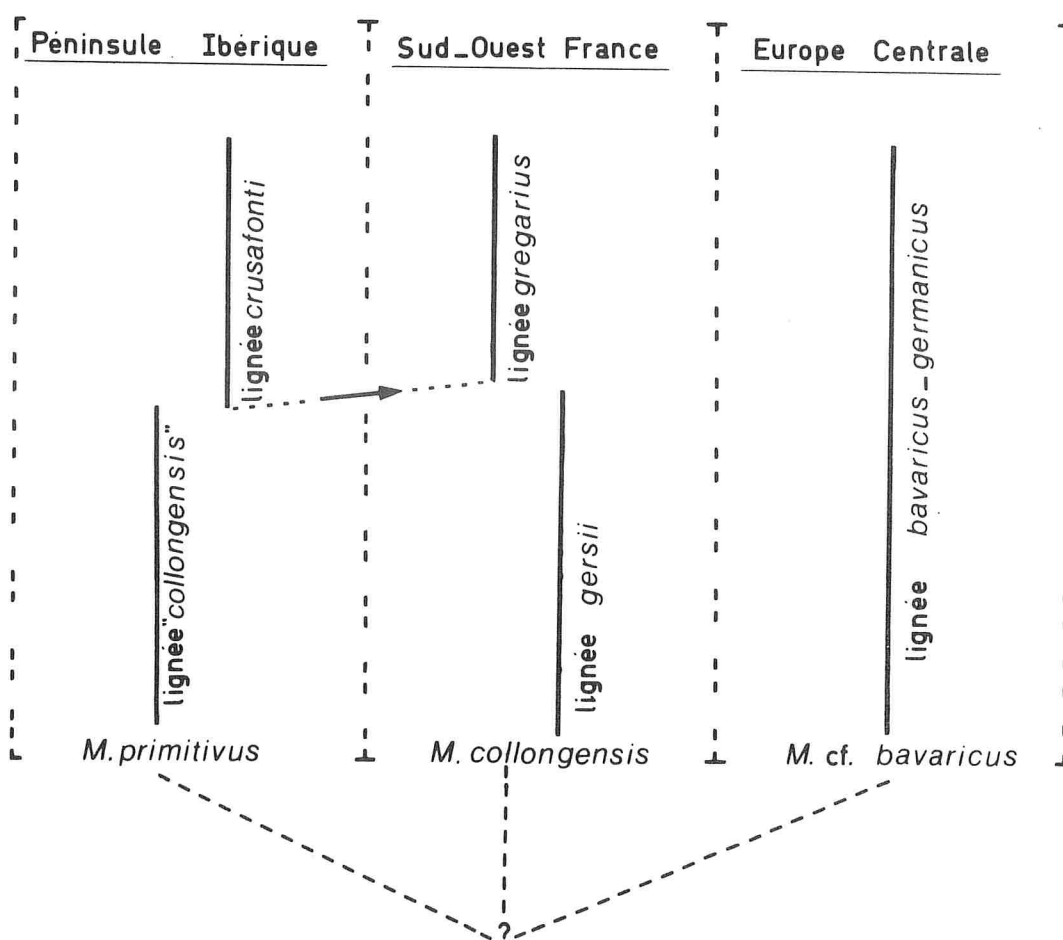 Péninsule Ibérique
Sud_Ouest France
Europe Centrale
lignée crusafonti
lignée gregarius
lignée bavaricus_germanicus
lignée "collongensis"
lignée gersii
M. primitivus
M. collongensis
M. cf. bavaricus
?